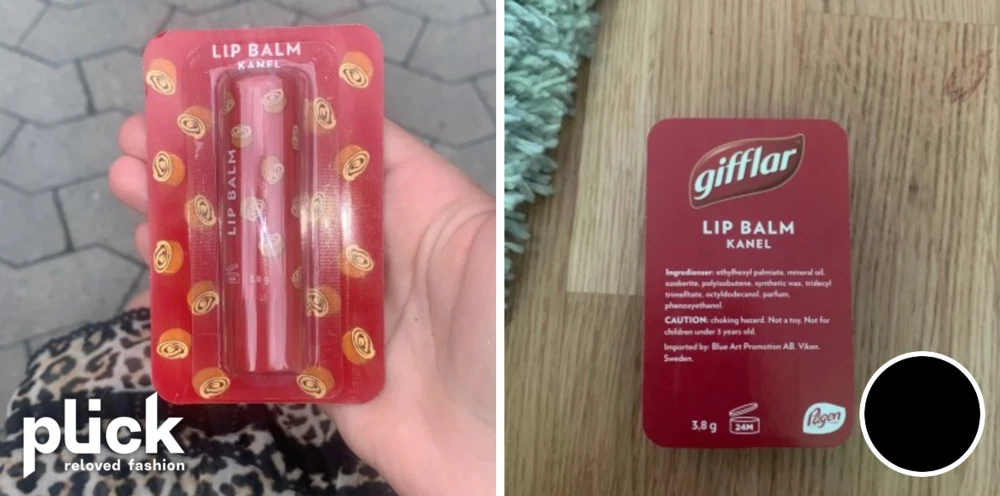 LIP BALM
KANEL
LIP BALM
3,8 g
plick
reloved fashion
gifflar
LIP BALM
KANEL
Ingredienser: ethylhexyl palmiate, mineral oil,
ozokerite, polyisobutene, synthetic wax, tridecyl
trimelltate, octyldodecanol, parfum,
phenoxyethanol.
CAUTION: choking hazard. Not a toy. Not for
children under 3 years old.
Imported by: Blue Art Promotion AB, Viken.
Sweden.
3,8 g
24M
Pågen